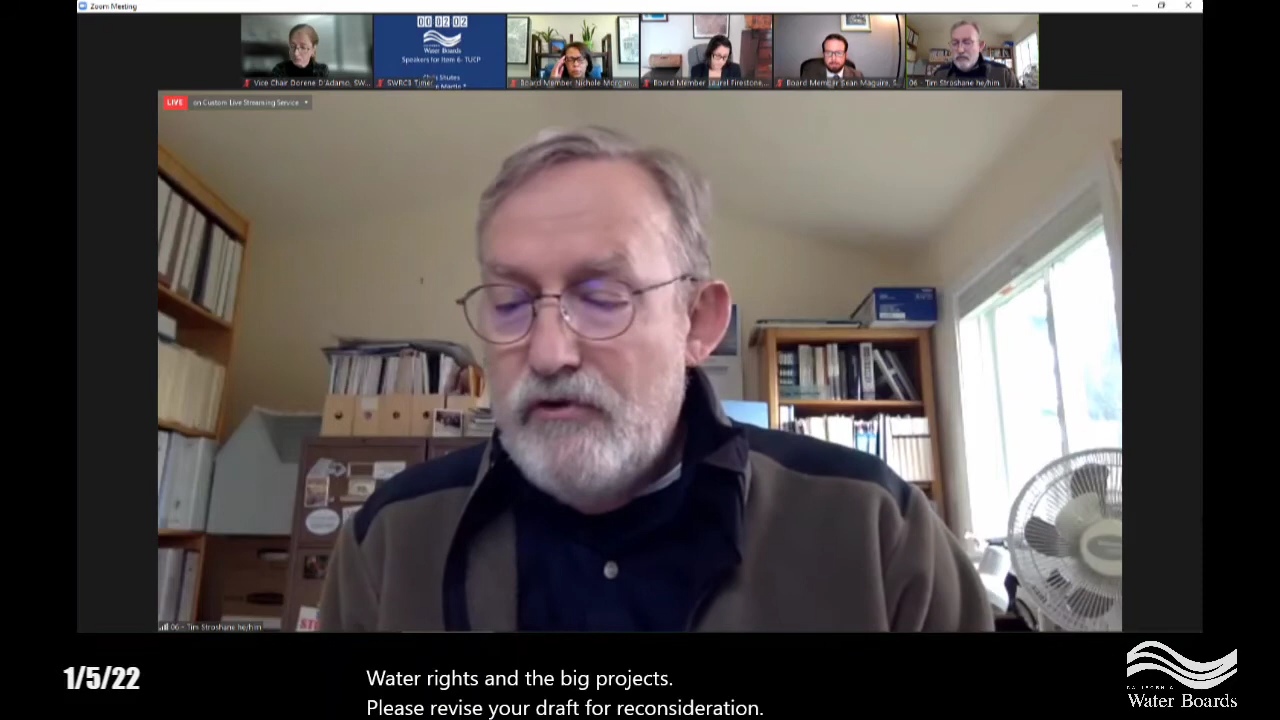 Zoom Meeting
00 02 02
Water Boards
Speakers for Item 6- TUCP
Chris Shutes
Vice Chair Dorene D'Adamo, SW...
SWRCB Timer
Board Member Nichole Morgan...
Board Member Laurel Firestone...
Board Member Sean Maguire, S...
06 - Tim Stroshane he/him
LIVE on Custom Live Streaming Service
06 - Tim Stroshane he/him
1/5/22
Water rights and the big projects.
Please revise your draft for reconsideration.
CALIFORNIA
Water Boards